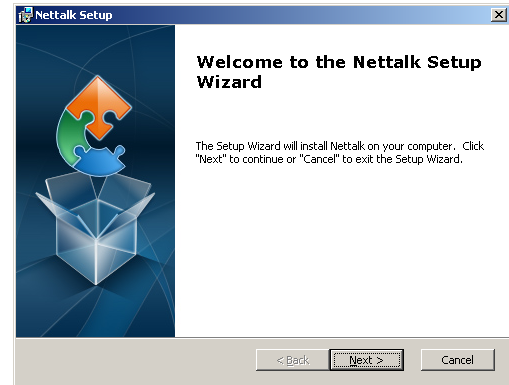 Nettalk Setup
Welcome to the Nettalk Setup
Wizard
The Setup Wizard will install Nettalk on your computer. Click
"Next" to continue or "Cancel" to exit the Setup Wizard.
< Back Next > Cancel